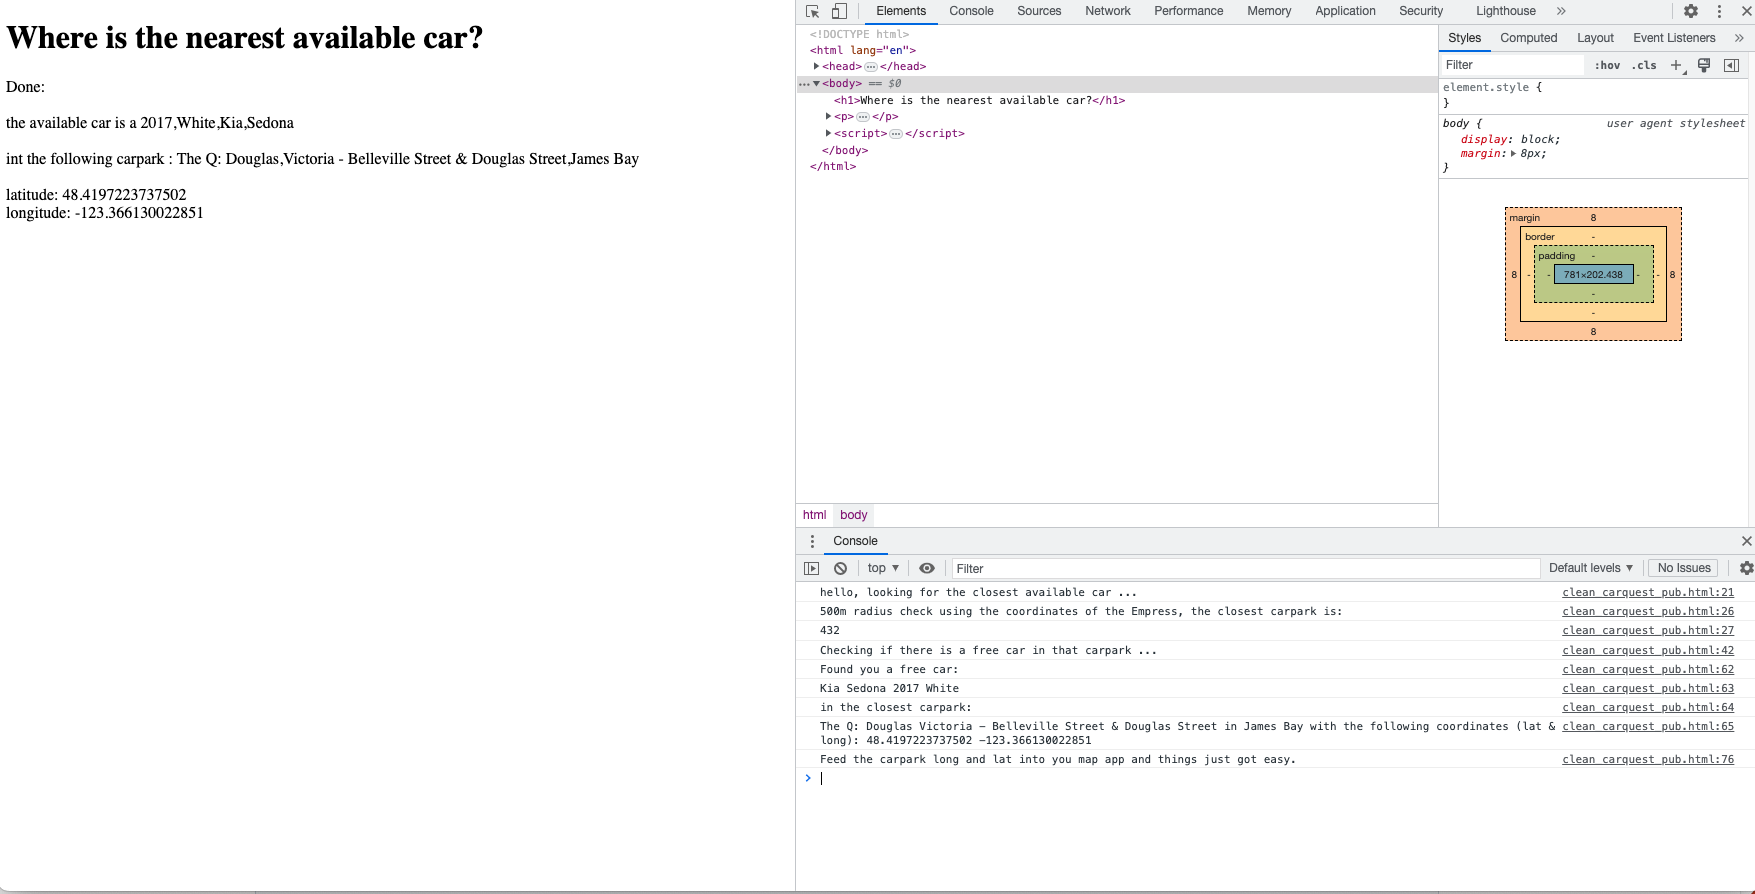 Where is the nearest available car?
Done:
the available car is a 2017,White,Kia,Sedona
int the following carpark : The Q: Douglas,Victoria - Belleville Street & Douglas Street,James Bay
latitude: 48.4197223737502
longitude: -123.366130022851
Elements Console Sources Network Performance Memory Application Security Lighthouse »
<!DOCTYPE html>
<html lang="en">
▶<head>…</head>
…▼<body> == $0
<h1>Where is the nearest available car?</h1>
▶<p>…</p>
▶<script>…</script>
</body>
</html>
html body
Styles Computed Layout Event Listeners »
Filter :hov .cls +
element.style {
}
body { user agent stylesheet
display: block;
margin: ▶ 8px;
}
margin 8
border -
padding -
8 - - 781×202.438 - - 8
-
-
8
Console
top ▼ Filter Default levels ▼ No Issues
hello, looking for the closest available car ... clean carquest pub.html:21
500m radius check using the coordinates of the Empress, the closest carpark is: clean carquest pub.html:26
432 clean carquest pub.html:27
Checking if there is a free car in that carpark ... clean carquest pub.html:42
Found you a free car: clean carquest pub.html:62
Kia Sedona 2017 White clean carquest pub.html:63
in the closest carpark: clean carquest pub.html:64
The Q: Douglas Victoria - Belleville Street & Douglas Street in James Bay with the following coordinates (lat & clean carquest pub.html:65
long): 48.4197223737502 -123.366130022851
Feed the carpark long and lat into you map app and things just got easy. clean carquest pub.html:76
>